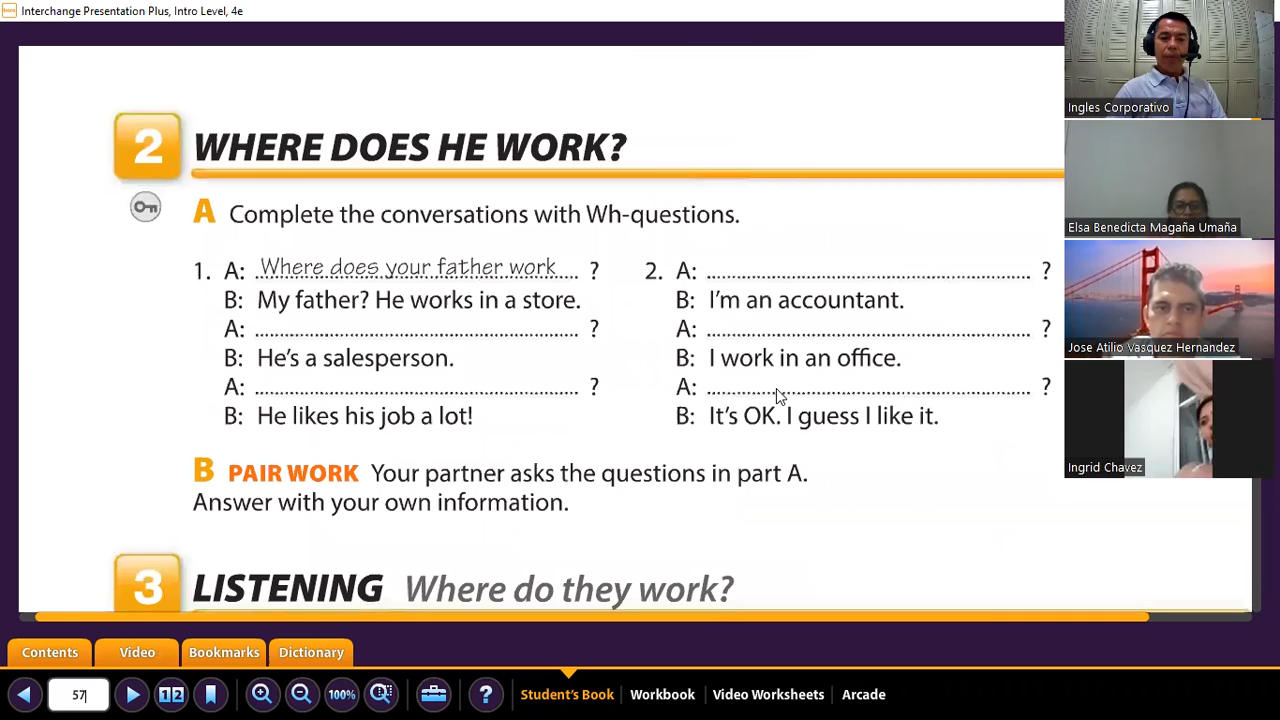 Interchange Presentation Plus, Intro Level, 4e
2 WHERE DOES HE WORK?
A Complete the conversations with Wh-questions.
1. A: Where does your father work ?
B: My father? He works in a store.
A: ?
B: He's a salesperson.
A: ?
B: He likes his job a lot!
2. A: ?
B: I'm an accountant.
A: ?
B: I work in an office.
A: ?
B: It's OK. I guess I like it.
B PAIR WORK Your partner asks the questions in part A.
Answer with your own information.
3 LISTENING Where do they work?
Ingles Corporativo
Elsa Benedicta Magaña Umaña
Jose Atilio Vasquez Hernandez
Ingrid Chavez
Contents Video Bookmarks Dictionary
57 1 2 100% ? Student's Book Workbook Video Worksheets Arcade